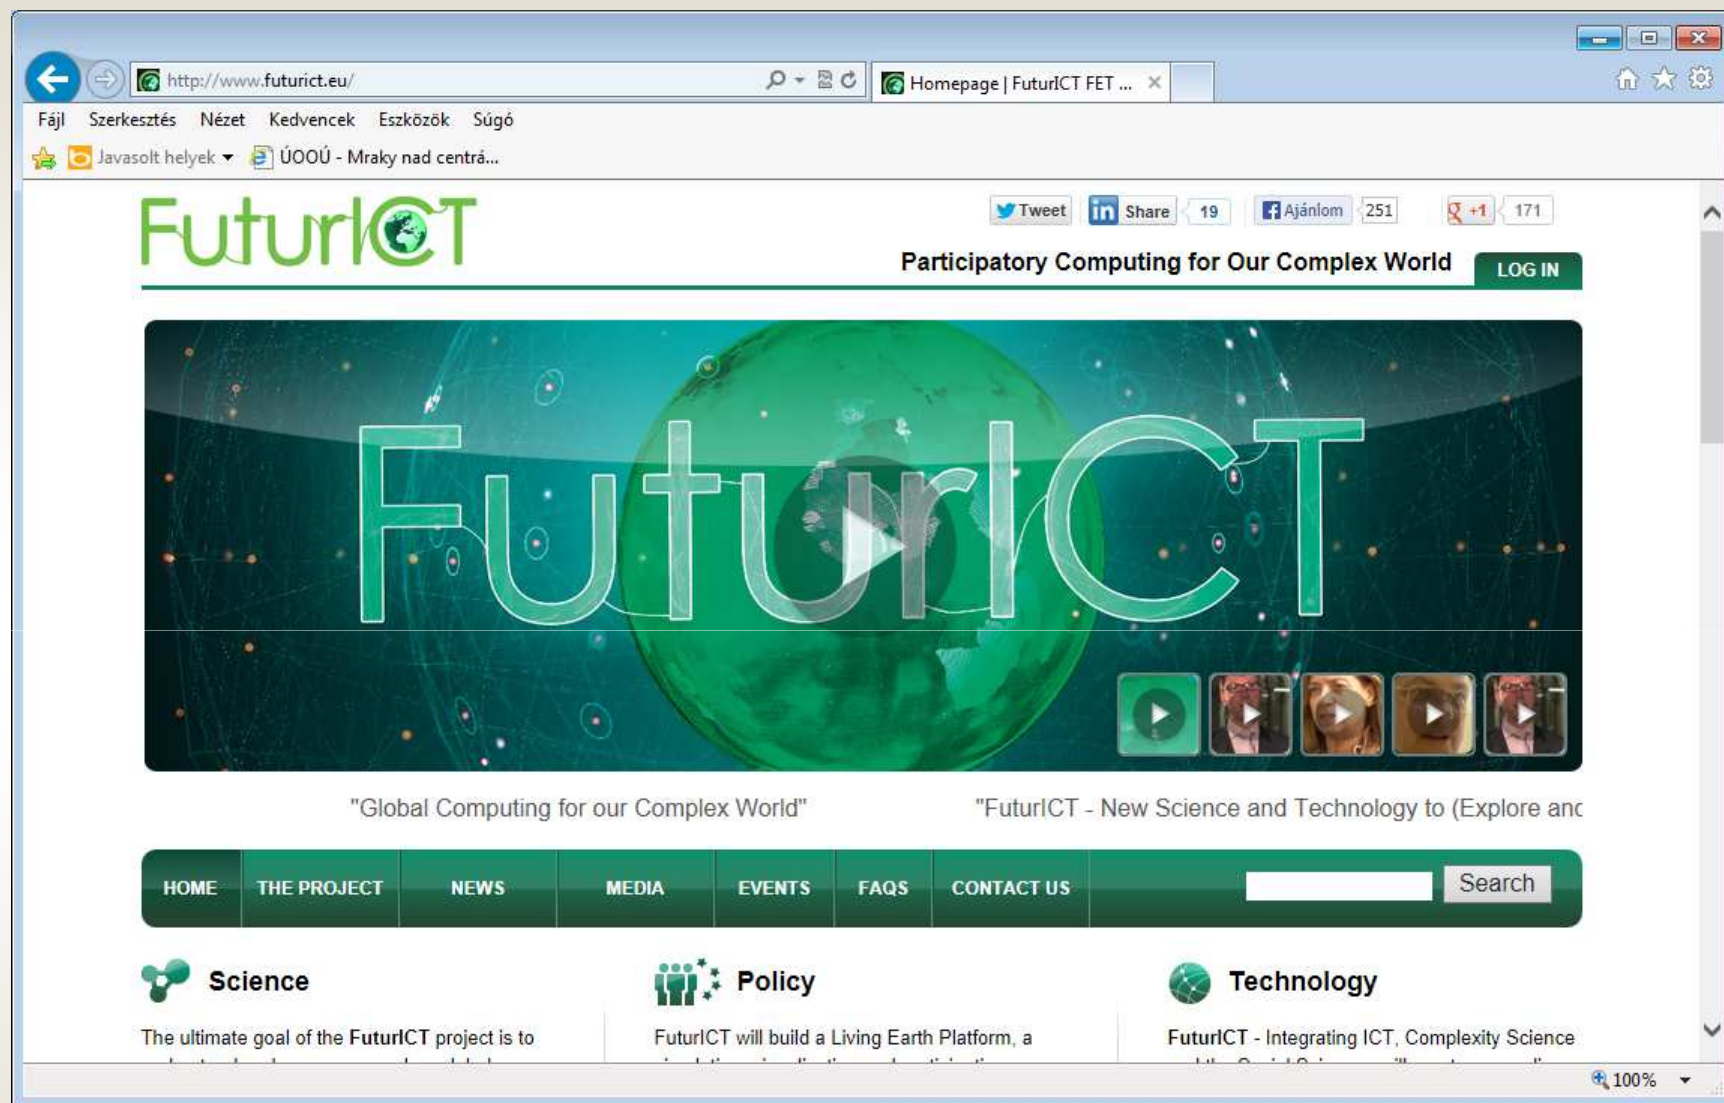 http://www.futurict.eu/
Homepage | FuturICT FET ...
Fájl Szerkesztés Nézet Kedvencek Eszközök Súgó
Javasolt helyek ÚOOÚ - Mraky nad centrá...
FuturICT
Tweet Share 19 Ajánlom 251 +1 171
Participatory Computing for Our Complex World
LOG IN
FuturICT
"Global Computing for our Complex World" "FuturICT - New Science and Technology to (Explore and
HOME THE PROJECT NEWS MEDIA EVENTS FAQS CONTACT US Search
Science Policy Technology
The ultimate goal of the FuturICT project is to
FuturICT will build a Living Earth Platform, a
FuturICT - Integrating ICT, Complexity Science
100%